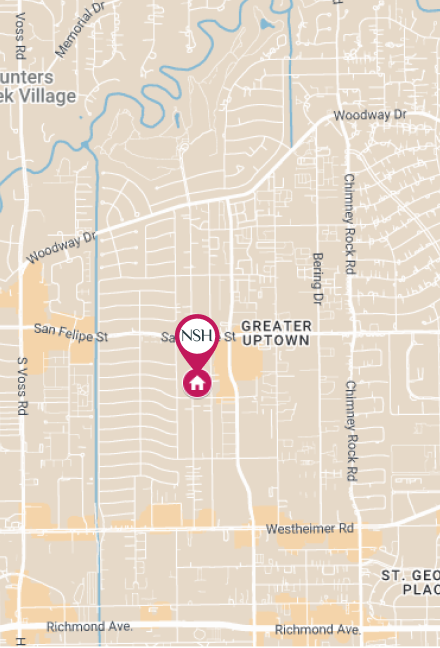 Voss Rd
Memorial Dr
unters
ek Village
Woodway Dr
Chimney Rock Rd
Woodway Dr
Bering Dr
San Felipe St
Sa
St
NSH
GREATER
UPTOWN
S Voss Rd
Chimney Rock Rd
Westheimer Rd
ST. GEO
PLAC
Richmond Ave.
Richmond Ave.
H